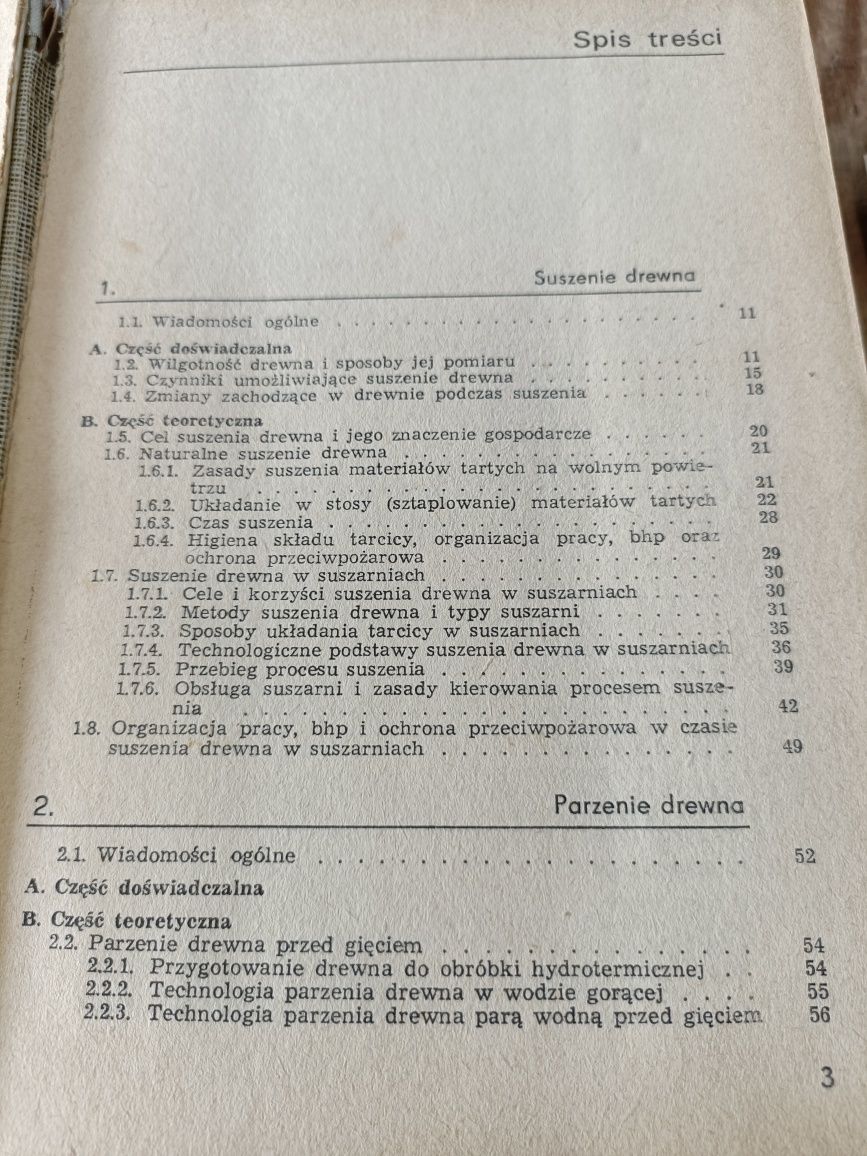 Spis treści
1. Suszenie drewna
1.1. Wiadomości ogólne . . . . . . . . . . . . . . . . . . . 11
A. Część doświadczalna
1.2. Wilgotność drewna i sposoby jej pomiaru . . . . . . . . . 11
1.3. Czynniki umożliwiające suszenie drewna . . . . . . . . . 15
1.4. Zmiany zachodzące w drewnie podczas suszenia . . . . . . 18
B. Część teoretyczna
1.5. Cel suszenia drewna i jego znaczenie gospodarcze . . . . . . 20
1.6. Naturalne suszenie drewna . . . . . . . . . . . . . . . . 21
1.6.1. Zasady suszenia materiałów tartych na wolnym powie-
trzu . . . . . . . . . . . . . . . . . . . . . . . 21
1.6.2. Układanie w stosy (sztaplowanie) materiałów tartych 22
1.6.3. Czas suszenia . . . . . . . . . . . . . . . . . . . 28
1.6.4. Higiena składu tarcicy, organizacja pracy, bhp oraz
ochrona przeciwpożarowa . . . . . . . . . . . . . . 29
1.7. Suszenie drewna w suszarniach . . . . . . . . . . . . . . 30
1.7.1. Cele i korzyści suszenia drewna w suszarniach . . . . 30
1.7.2. Metody suszenia drewna i typy suszarni . . . . . . . 31
1.7.3. Sposoby układania tarcicy w suszarniach . . . . . . . 35
1.7.4. Technologiczne podstawy suszenia drewna w suszarniach 36
1.7.5. Przebieg procesu suszenia . . . . . . . . . . . . . . 39
1.7.6. Obsługa suszarni i zasady kierowania procesem susze-
nia . . . . . . . . . . . . . . . . . . . . . . . . 42
1.8. Organizacja pracy, bhp i ochrona przeciwpożarowa w czasie
suszenia drewna w suszarniach . . . . . . . . . . . . . . . 49
2. Parzenie drewna
2.1. Wiadomości ogólne . . . . . . . . . . . . . . . . . . . 52
A. Część doświadczalna
B. Część teoretyczna
2.2. Parzenie drewna przed gięciem . . . . . . . . . . . . . . 54
2.2.1. Przygotowanie drewna do obróbki hydrotermicznej . . 54
2.2.2. Technologia parzenia drewna w wodzie gorącej . . . . 55
2.2.3. Technologia parzenia drewna parą wodną przed gięciem 56
3